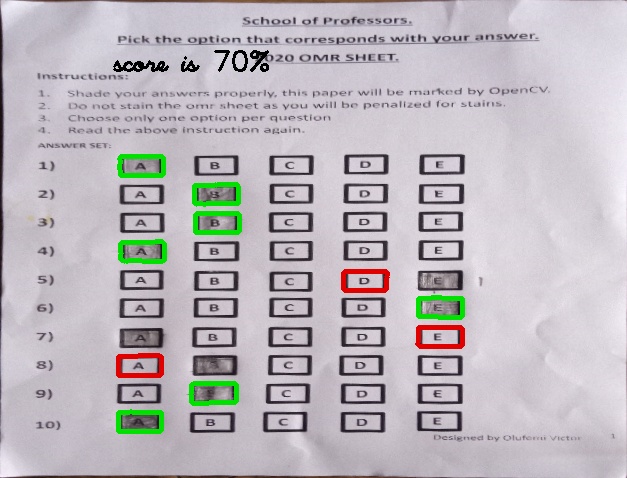 School of Professors.
Pick the option that corresponds with your answer.
score is 70%
020 OMR SHEET.
Instructions:
1. Shade your answers properly, this paper will be marked by OpenCV.
2. Do not stain the omr sheet as you will be penalized for stains.
3. Choose only one option per question
4. Read the above instruction again.
ANSWER SET:
1) A B C D E
2) A B C D E
3) A B C D E
4) A B C D E
5) A B C D E
6) A B C D E
7) A B C D E
8) A B C D E
9) A B C D E
10) A B C D E
Designed by Olufemi Victor 1